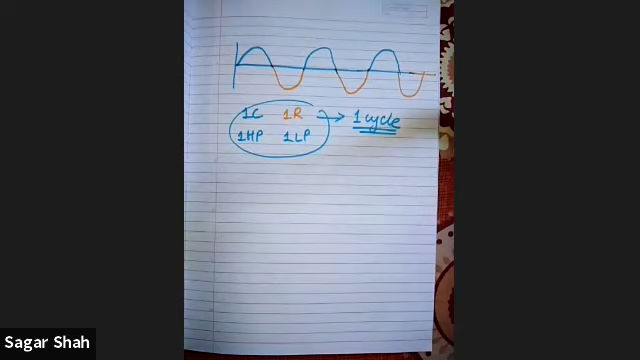 1C 1R → 1 cycle
1HP 1LP
Sagar Shah